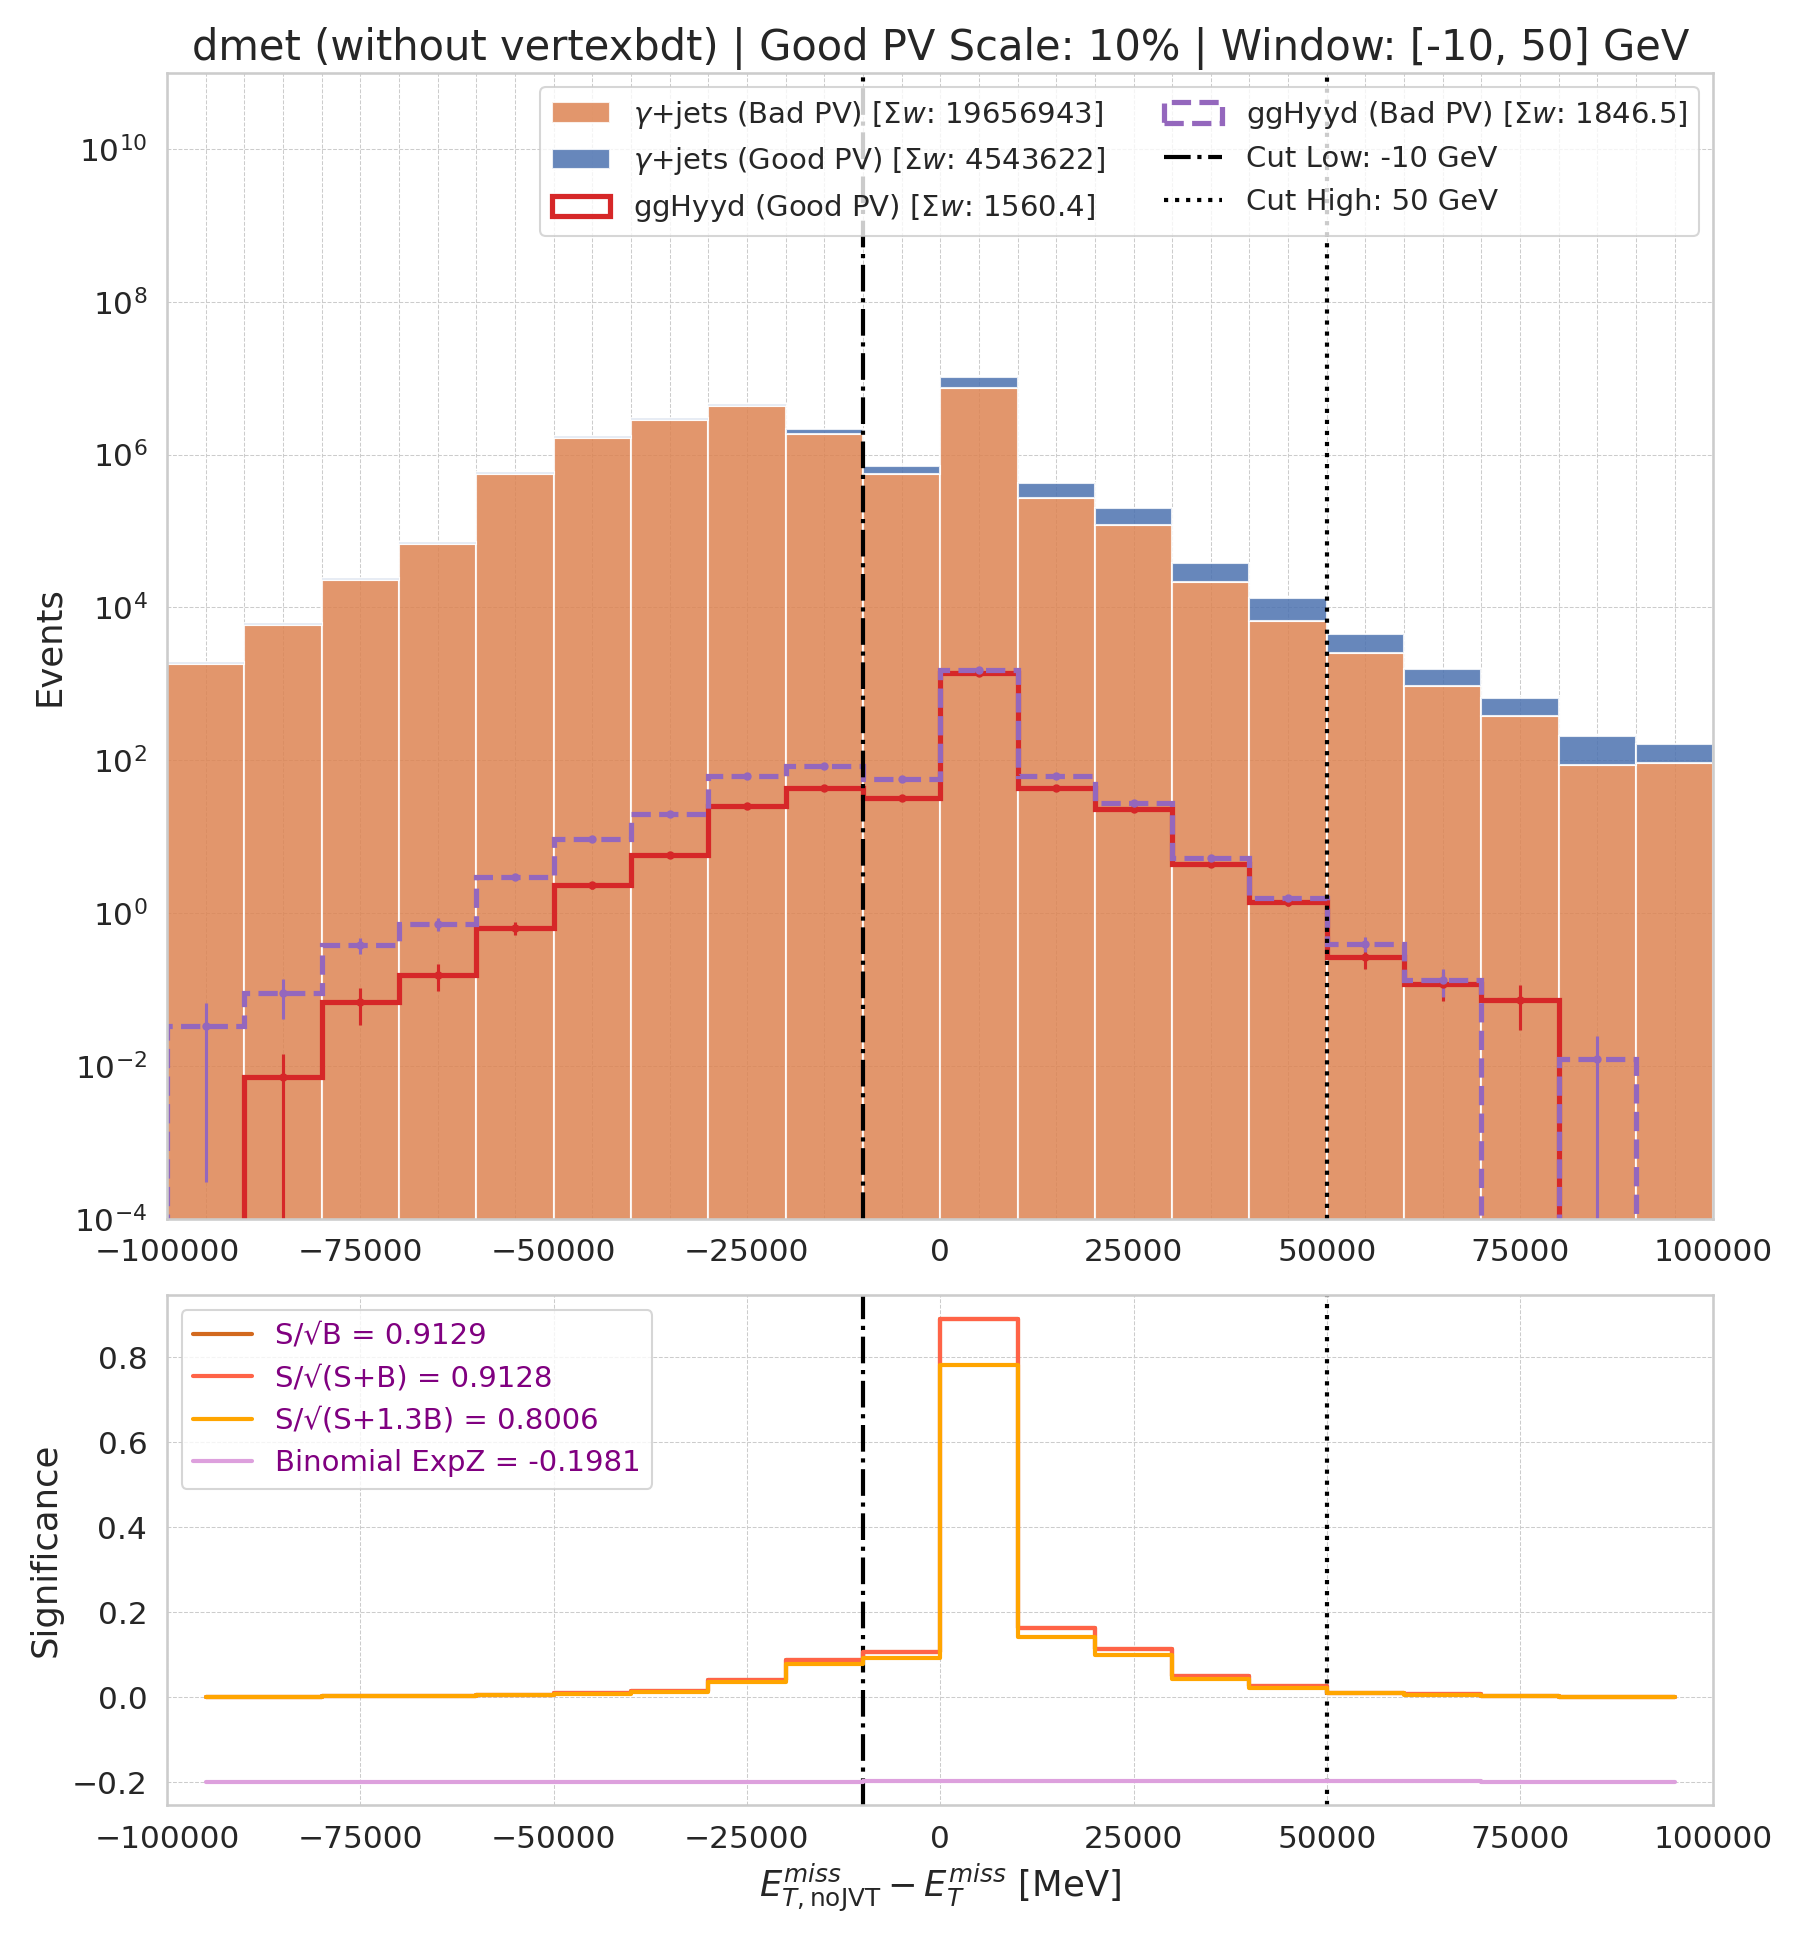 dmet (without vertexbdt) | Good PV Scale: 10% | Window: [-10, 50] GeV
γ+jets (Bad PV) [Σw: 19656943]
γ+jets (Good PV) [Σw: 4543622]
ggHyyd (Good PV) [Σw: 1560.4]
ggHyyd (Bad PV) [Σw: 1846.5]
Cut Low: -10 GeV
Cut High: 50 GeV
Events
10^10
10^8
10^6
10^4
10^2
10^0
10^−2
10^−4
−100000 −75000 −50000 −25000 0 25000 50000 75000 100000
S/√B = 0.9129
S/√(S+B) = 0.9128
S/√(S+1.3B) = 0.8006
Binomial ExpZ = -0.1981
Significance
0.8
0.6
0.4
0.2
0.0
−0.2
−100000 −75000 −50000 −25000 0 25000 50000 75000 100000
E_{T, noJVT}^{miss} − E_T^{miss} [MeV]